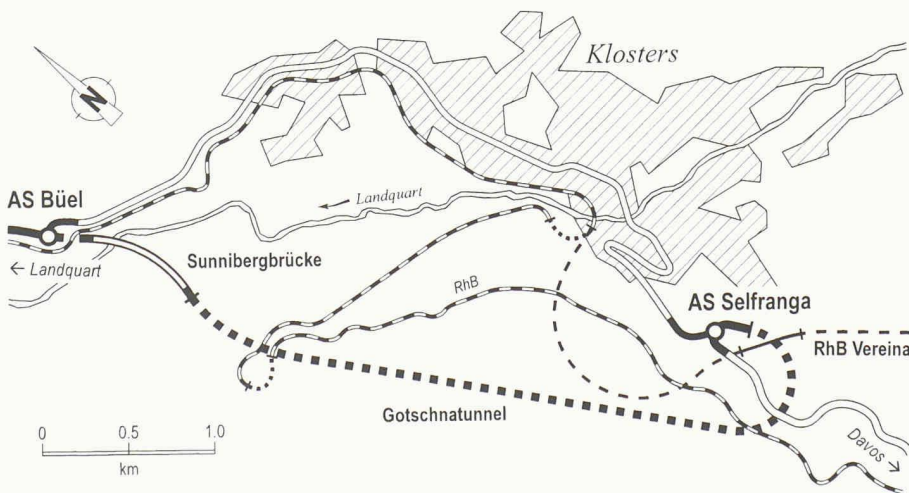 Klosters
N
AS Büel
Landquart
← Landquart
Sunnibergbrücke
RhB
AS Selfranga
RhB Vereina
Gotschnatunnel
0 0.5 1.0
km
Davos